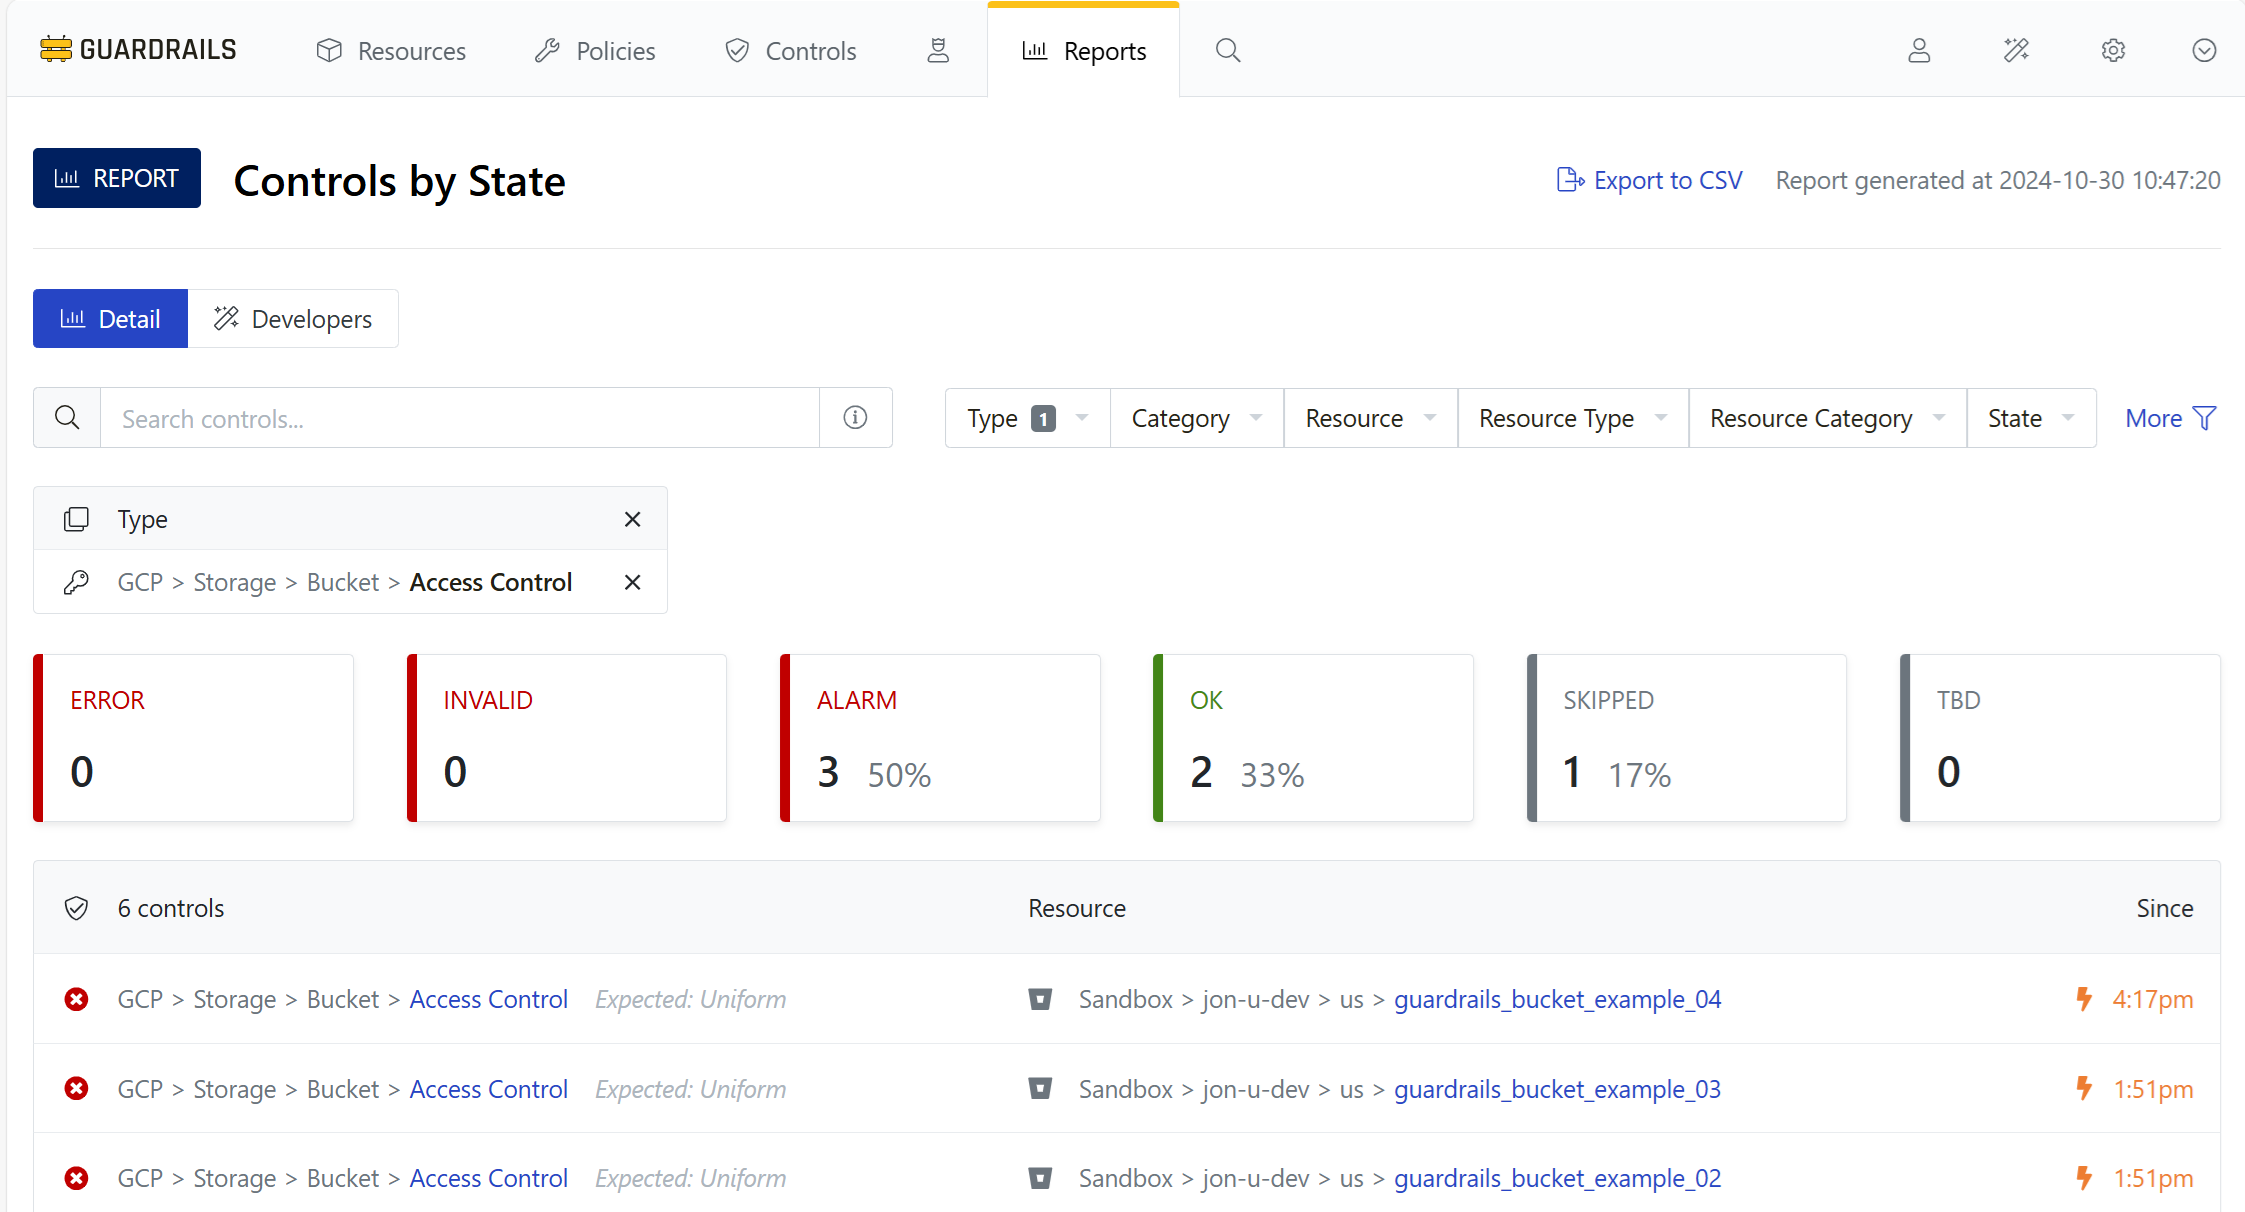 GUARDRAILS Resources Policies Controls Reports
REPORT Controls by State Export to CSV Report generated at 2024-10-30 10:47:20
Detail Developers
Search controls... Type 1 Category Resource Resource Type Resource Category State More
Type
GCP > Storage > Bucket > Access Control
ERROR INVALID ALARM OK SKIPPED TBD
0 0 3 50% 2 33% 1 17% 0
6 controls Resource Since
GCP > Storage > Bucket > Access Control Expected: Uniform Sandbox > jon-u-dev > us > guardrails_bucket_example_04 4:17pm
GCP > Storage > Bucket > Access Control Expected: Uniform Sandbox > jon-u-dev > us > guardrails_bucket_example_03 1:51pm
GCP > Storage > Bucket > Access Control Expected: Uniform Sandbox > jon-u-dev > us > guardrails_bucket_example_02 1:51pm